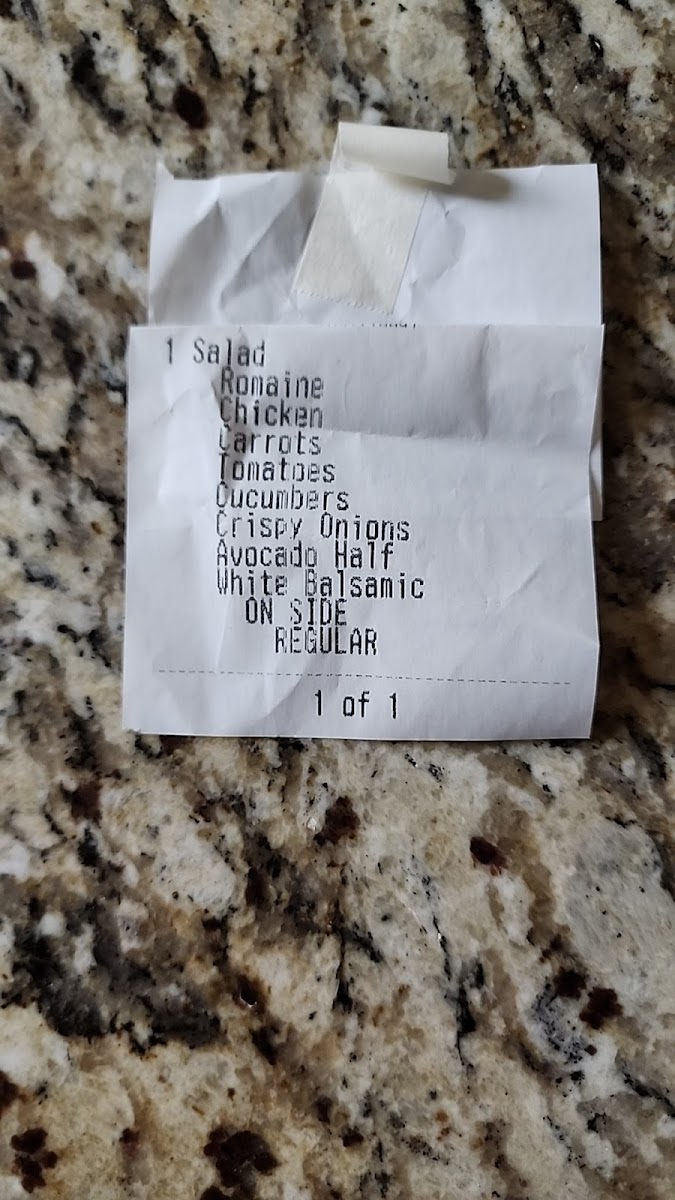 1 Salad
Romaine
Chicken
Carrots
Tomatoes
Cucumbers
Crispy Onions
Avocado Half
White Balsamic
ON SIDE
REGULAR
1 of 1